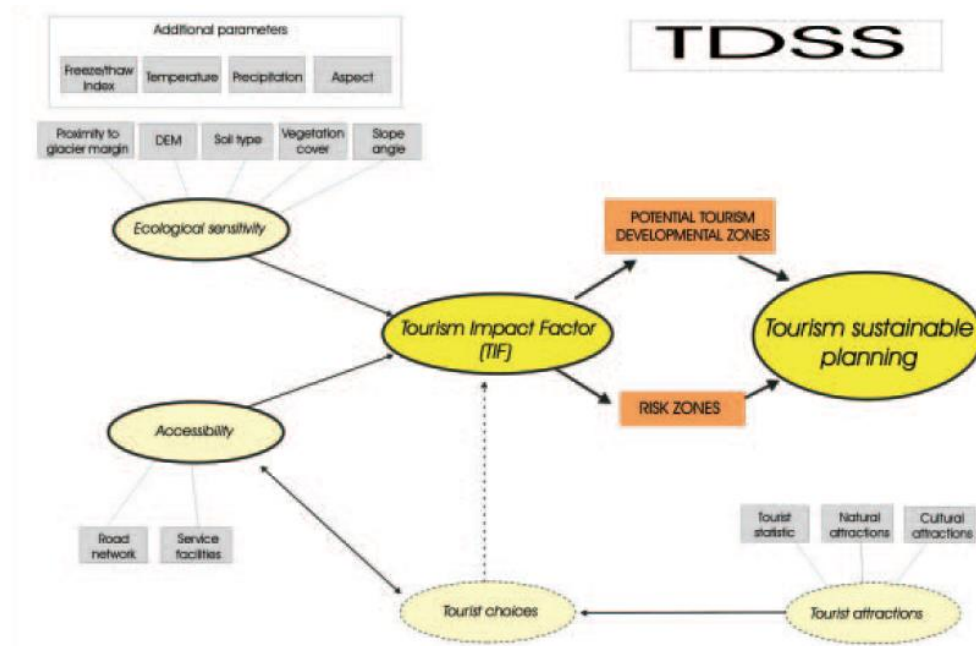 TDSS
Additional parameters
Freeze/thaw
index
Temperature
Precipitation
Aspect
Proximity to
glacier margin
DEM
Soil type
Vegetation
cover
Slope
angle
Ecological sensitivity
POTENTIAL TOURISM
DEVELOPMENTAL ZONES
Tourism Impact Factor
(TIF)
Tourism sustainable
planning
RISK ZONES
Accessibility
Road
network
Service
facilities
Tourist
statistic
Natural
attractions
Cultural
attractions
Tourist choices
Tourist attractions